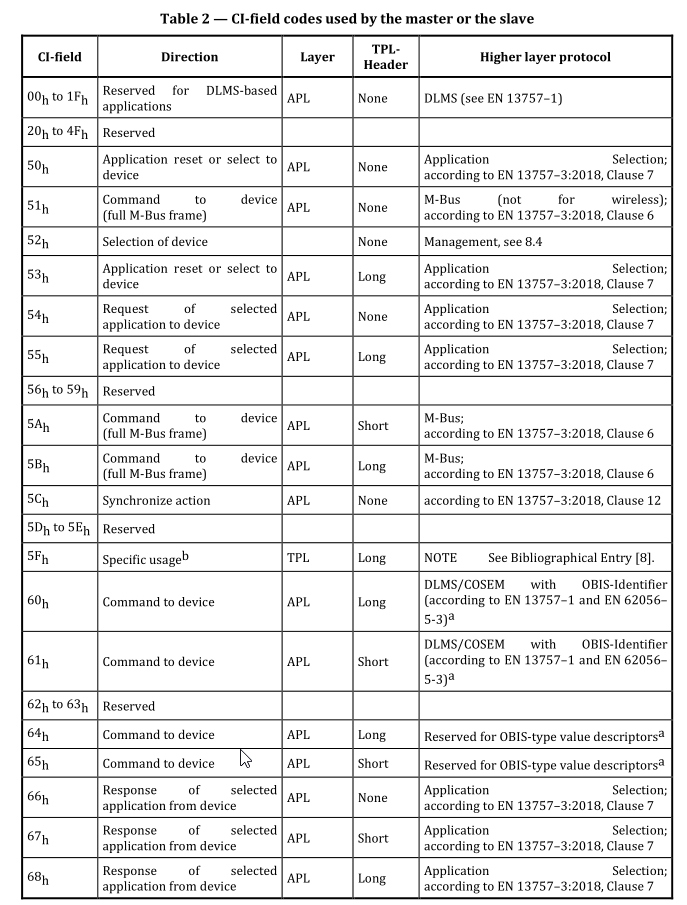 Table 2 — CI-field codes used by the master or the slave
CI-field Direction Layer TPL-Header Higher layer protocol
00h to 1Fh Reserved for DLMS-based applications APL None DLMS (see EN 13757–1)
20h to 4Fh Reserved
50h Application reset or select to device APL None Application Selection; according to EN 13757–3:2018, Clause 7
51h Command to device (full M-Bus frame) APL None M-Bus (not for wireless); according to EN 13757–3:2018, Clause 6
52h Selection of device None Management, see 8.4
53h Application reset or select to device APL Long Application Selection; according to EN 13757–3:2018, Clause 7
54h Request of selected application to device APL None Application Selection; according to EN 13757–3:2018, Clause 7
55h Request of selected application to device APL Long Application Selection; according to EN 13757–3:2018, Clause 7
56h to 59h Reserved
5Ah Command to device (full M-Bus frame) APL Short M-Bus; according to EN 13757–3:2018, Clause 6
5Bh Command to device (full M-Bus frame) APL Long M-Bus; according to EN 13757–3:2018, Clause 6
5Ch Synchronize action APL None according to EN 13757–3:2018, Clause 12
5Dh to 5Eh Reserved
5Fh Specific usageb TPL Long NOTE See Bibliographical Entry [8].
60h Command to device APL Long DLMS/COSEM with OBIS-Identifier (according to EN 13757–1 and EN 62056–5-3)a
61h Command to device APL Short DLMS/COSEM with OBIS-Identifier (according to EN 13757–1 and EN 62056–5-3)a
62h to 63h Reserved
64h Command to device APL Long Reserved for OBIS-type value descriptorsa
65h Command to device APL Short Reserved for OBIS-type value descriptorsa
66h Response of selected application from device APL None Application Selection; according to EN 13757–3:2018, Clause 7
67h Response of selected application from device APL Short Application Selection; according to EN 13757–3:2018, Clause 7
68h Response of selected application from device APL Long Application Selection; according to EN 13757–3:2018, Clause 7